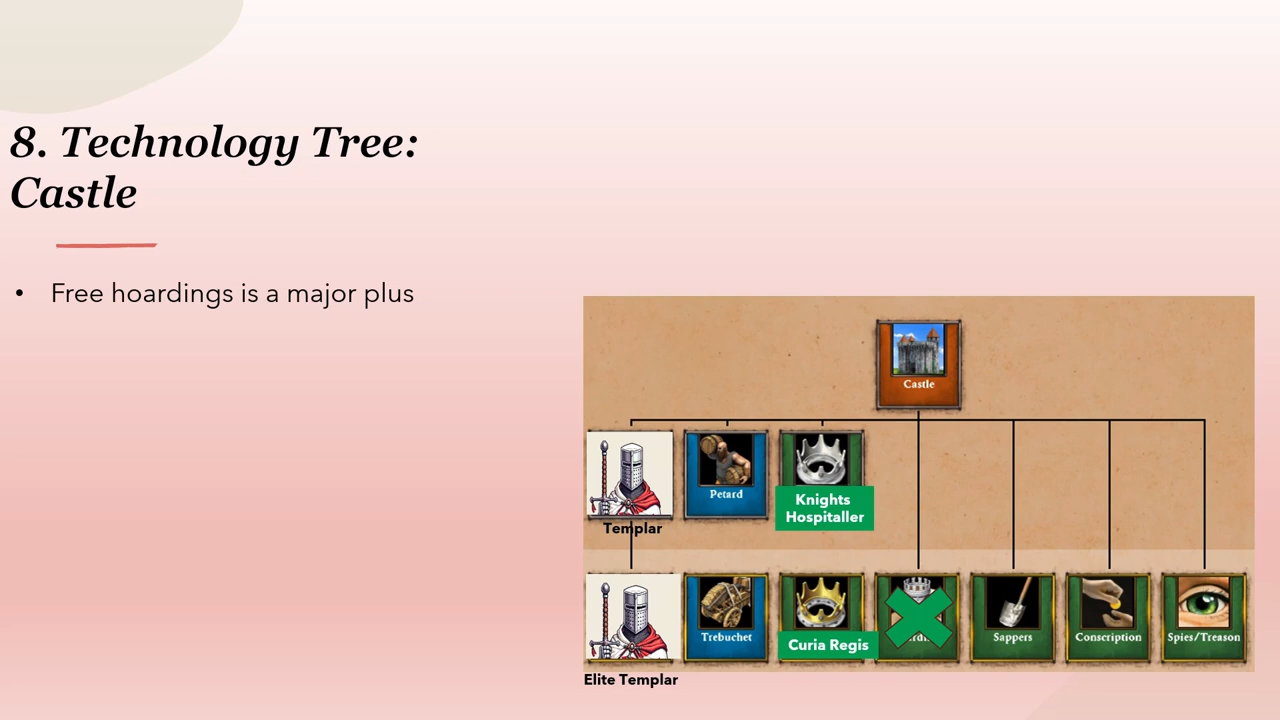 8. Technology Tree:
Castle
• Free hoardings is a major plus
Castle
Petard
Knights
Hospitaller
Templar
Trebuchet
Curia Regis
Sappers
Conscription
Spies/Treason
Elite Templar